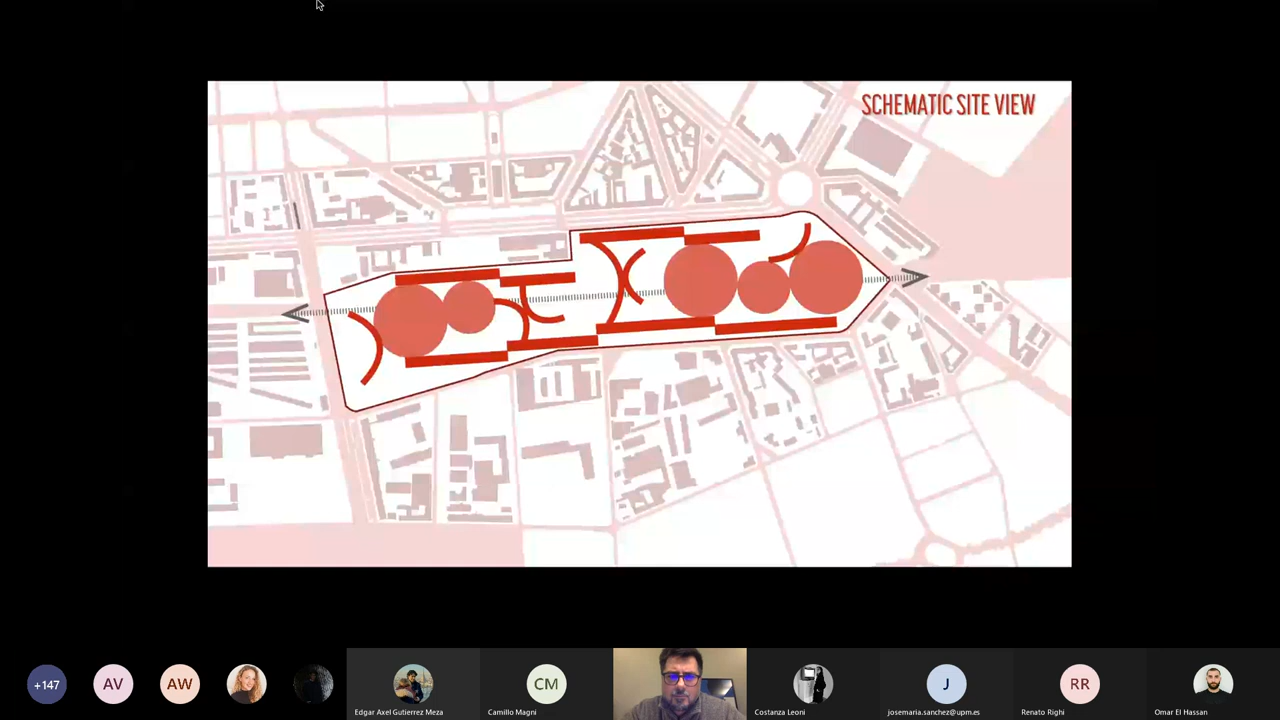 SCHEMATIC SITE VIEW
+147
AV
AW
Edgar Axel Gutierrez Meza
CM
Camillo Magni
Costanza Leoni
J
josemaria.sanchez@upm.es
RR
Renato Righi
Omar El Hassan